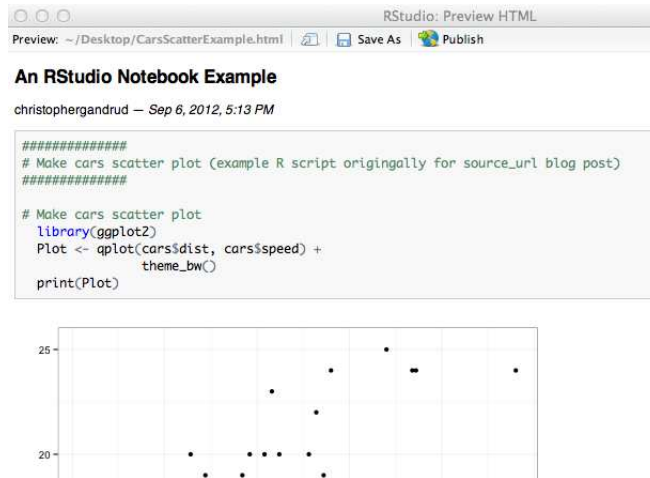 RStudio: Preview HTML
Preview: ~/Desktop/CarsScatterExample.html Save As Publish
An RStudio Notebook Example
christophergandrud — Sep 6, 2012, 5:13 PM
##############
# Make cars scatter plot (example R script origingally for source_url blog post)
##############
# Make cars scatter plot
library(ggplot2)
Plot <- qplot(cars$dist, cars$speed) +
theme_bw()
print(Plot)
25
20